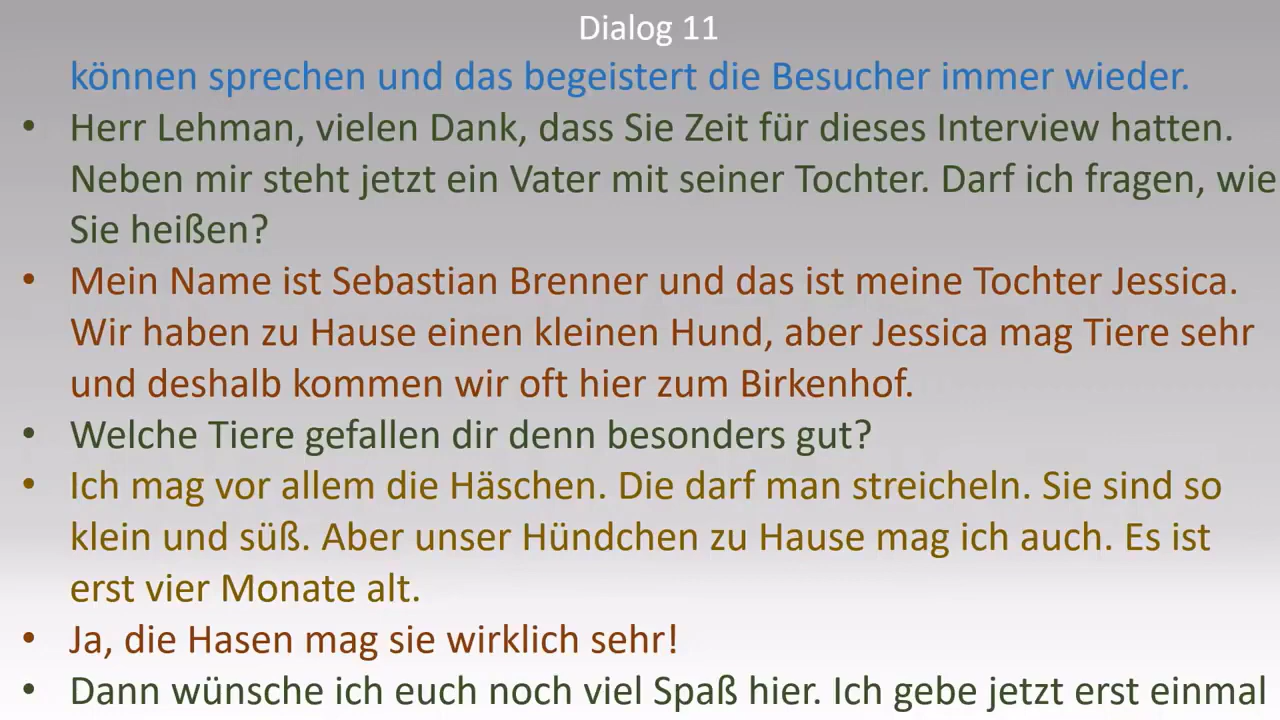 Dialog 11
können sprechen und das begeistert die Besucher immer wieder.
• Herr Lehman, vielen Dank, dass Sie Zeit für dieses Interview hatten.
Neben mir steht jetzt ein Vater mit seiner Tochter. Darf ich fragen, wie
Sie heißen?
• Mein Name ist Sebastian Brenner und das ist meine Tochter Jessica.
Wir haben zu Hause einen kleinen Hund, aber Jessica mag Tiere sehr
und deshalb kommen wir oft hier zum Birkenhof.
• Welche Tiere gefallen dir denn besonders gut?
• Ich mag vor allem die Häschen. Die darf man streicheln. Sie sind so
klein und süß. Aber unser Hündchen zu Hause mag ich auch. Es ist
erst vier Monate alt.
• Ja, die Hasen mag sie wirklich sehr!
• Dann wünsche ich euch noch viel Spaß hier. Ich gebe jetzt erst einmal